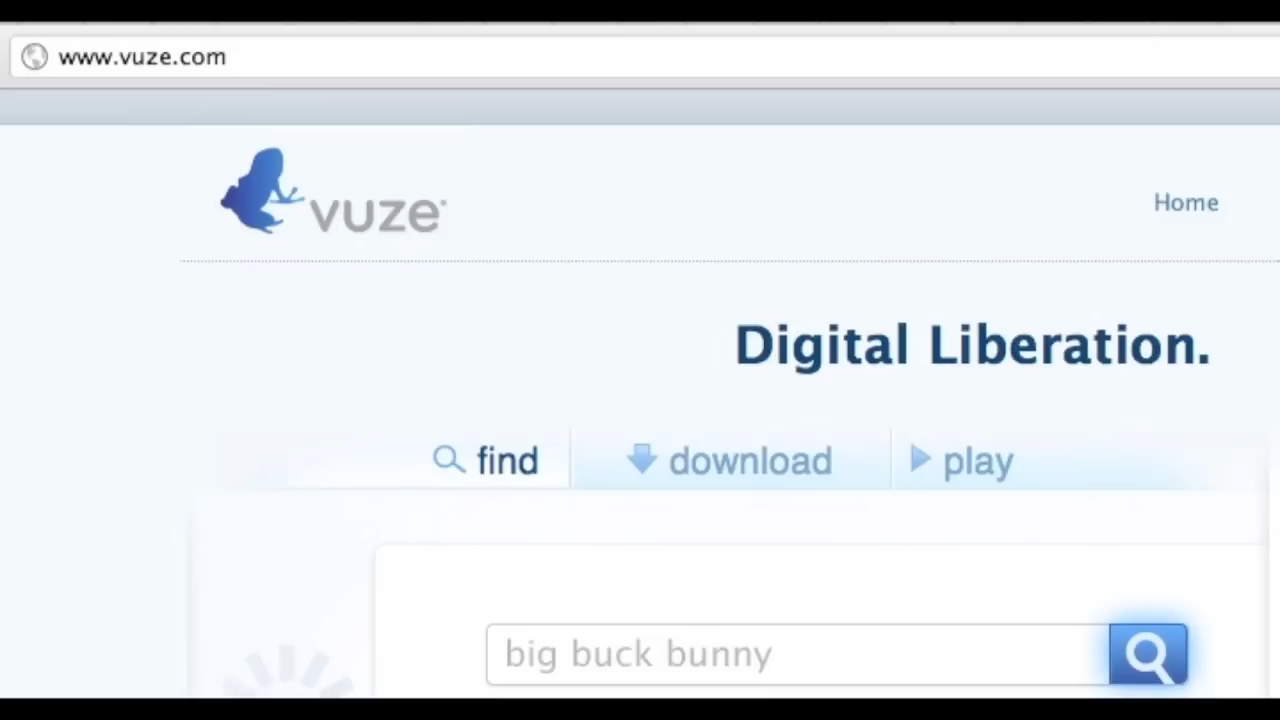 www.vuze.com
vuze
Home
Digital Liberation.
find download play
big buck bunny